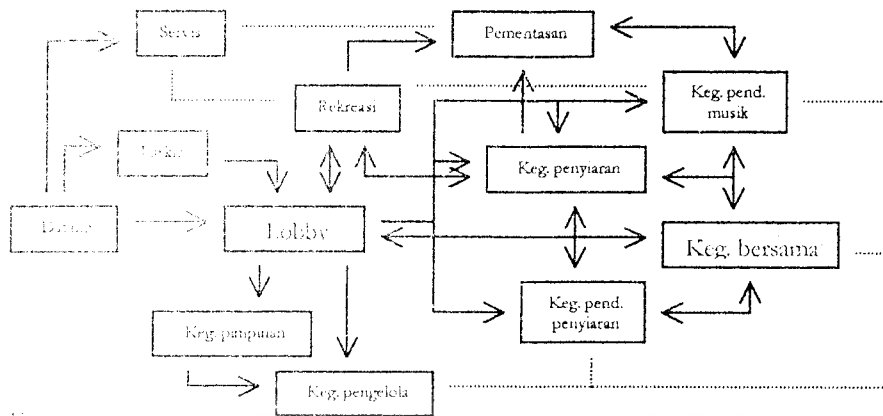 Servis
Pementasan
Rekreasi
Keg. pend.
musik
Parkir
Keg. penyiaran
Datang
Lobby
Keg. bersama
Keg. pend.
penyiaran
Keg. pimpinan
Keg. pengelola